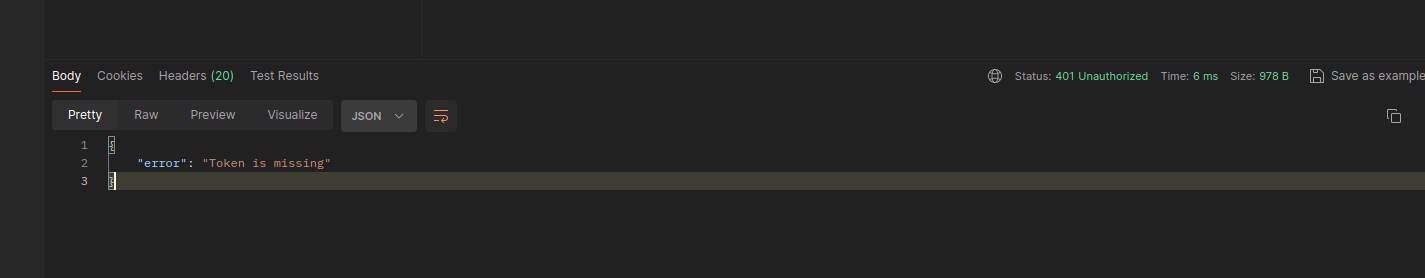 Body Cookies Headers (20) Test Results Status: 401 Unauthorized Time: 6 ms Size: 978 B Save as example
Pretty Raw Preview Visualize JSON
1 {
2 "error": "Token is missing"
3 }